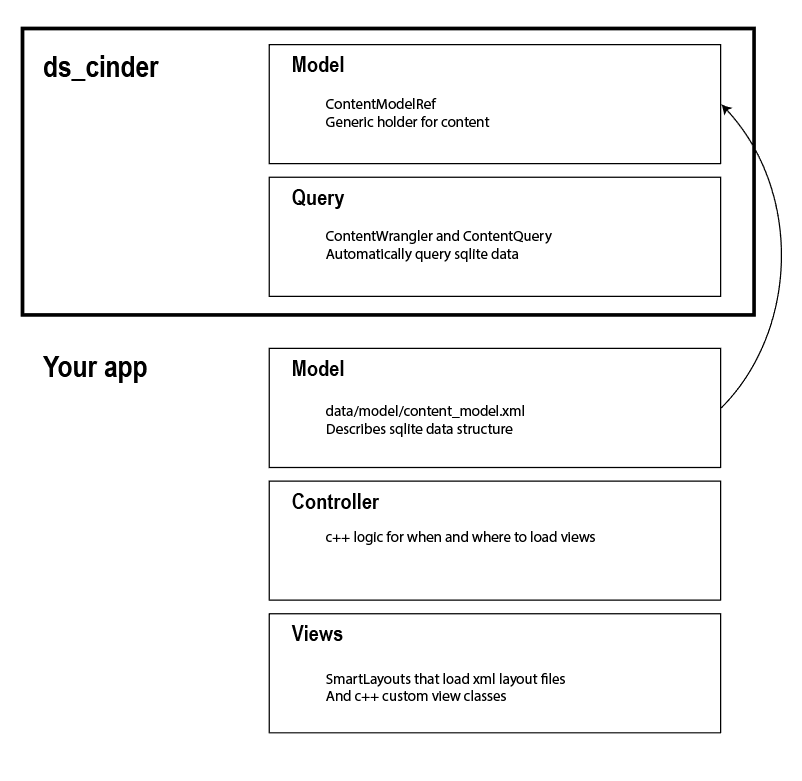 ds_cinder
Model
ContentModelRef
Generic holder for content
Query
ContentWrangler and ContentQuery
Automatically query sqlite data
Your app
Model
data/model/content_model.xml
Describes sqlite data structure
Controller
c++ logic for when and where to load views
Views
SmartLayouts that load xml layout files
And c++ custom view classes